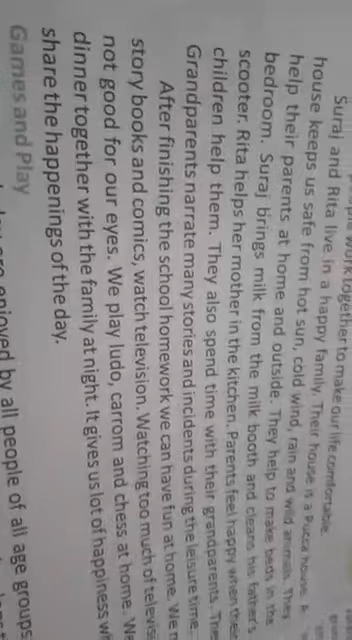 work together to make our life comfortable.
Suraj and Rita live in a happy family. Their house is a Pucca house. A
house keeps us safe from hot sun, cold wind, rain and wild animals. They
help their parents at home and outside. They help to make beds in the
bedroom. Suraj brings milk from the milk booth and cleans his father's
scooter. Rita helps her mother in the kitchen. Parents feel happy when the
children help them. They also spend time with their grandparents. The
Grandparents narrate many stories and incidents during the leisure time.
After finishing the school homework we can have fun at home. We
story books and comics, watch television. Watching too much of televis
not good for our eyes. We play ludo, carrom and chess at home. We
dinner together with the family at night. It gives us lot of happiness w
share the happenings of the day.
Games and Play
are enjoyed by all people of all age groups